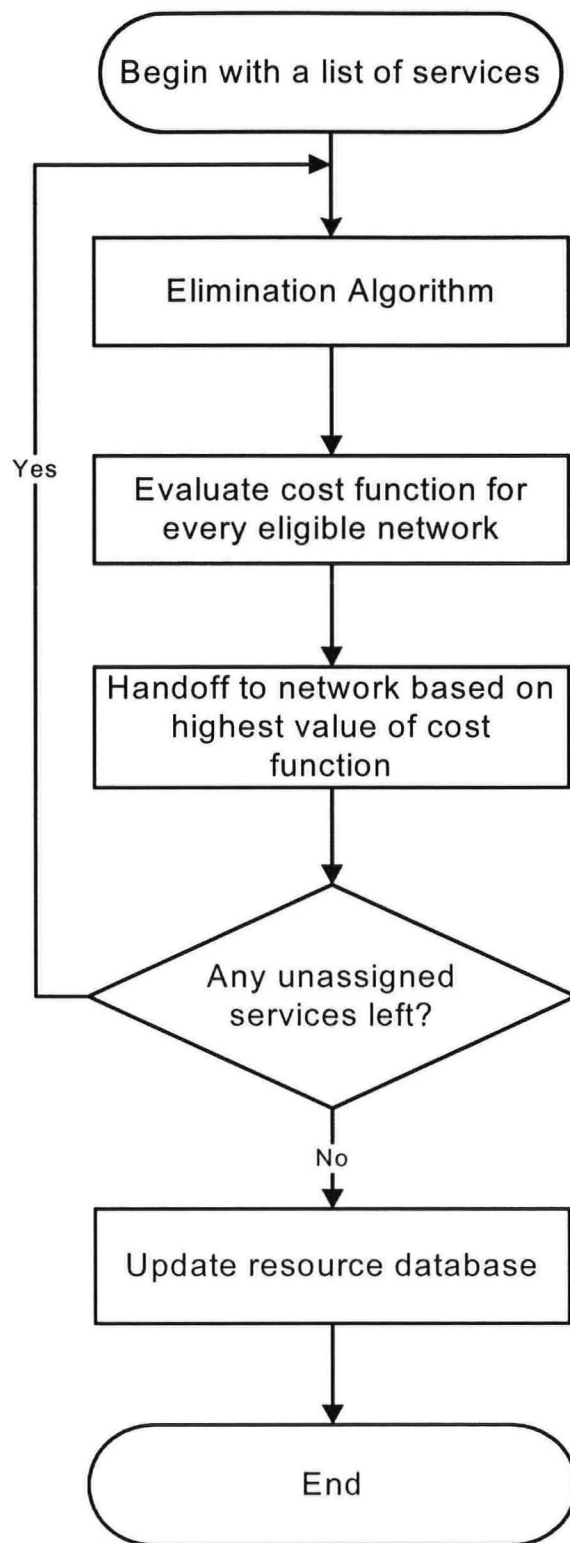 Begin with a list of services
Elimination Algorithm
Yes
Evaluate cost function for
every eligible network
Handoff to network based on
highest value of cost
function
Any unassigned
services left?
No
Update resource database
End